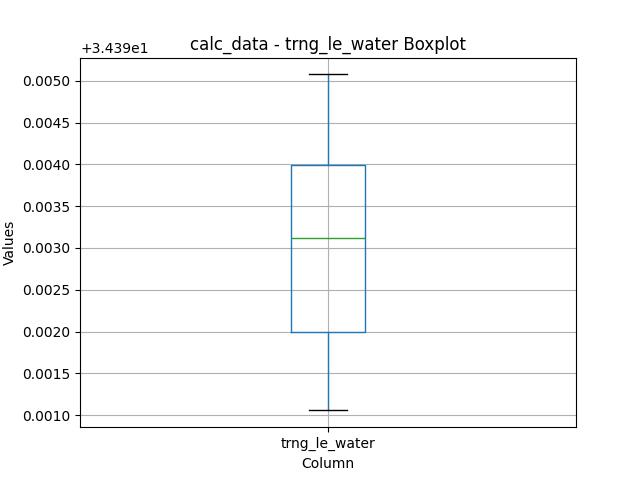 calc_data - trng_le_water Boxplot
+3.439e1
0.0050
0.0045
0.0040
0.0035
0.0030
0.0025
0.0020
0.0015
0.0010
Values
trng_le_water
Column